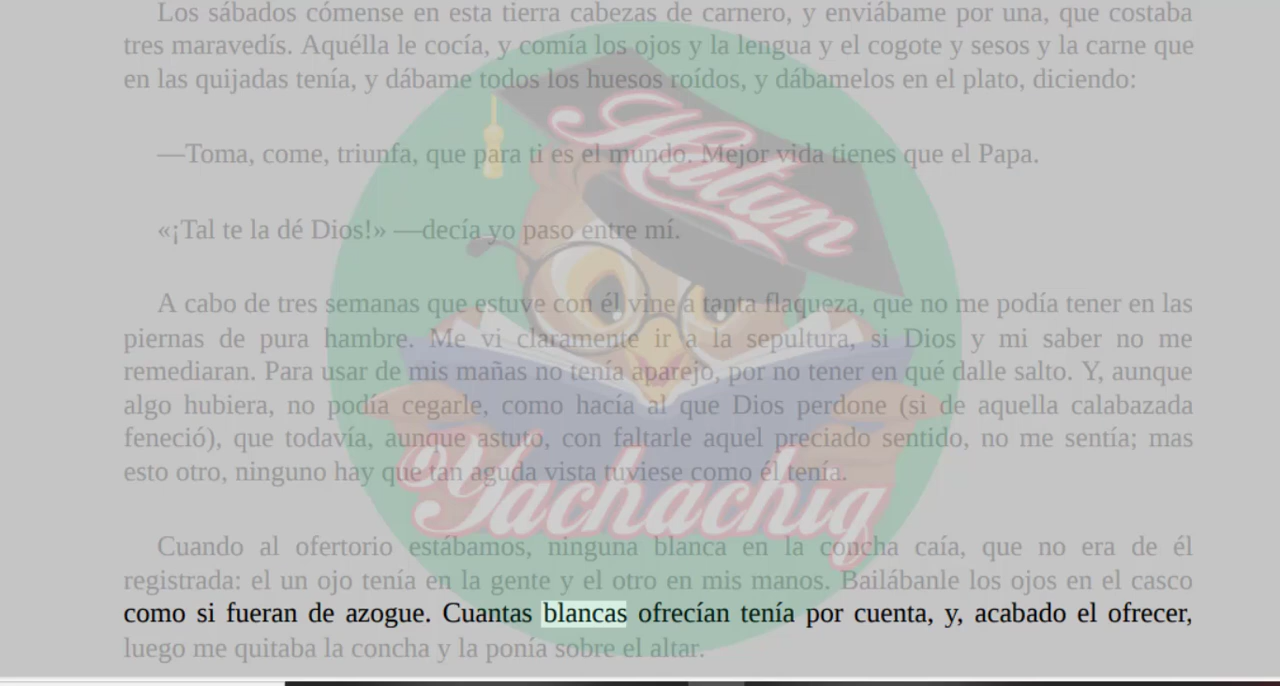 Los sábados cómense en esta tierra cabezas de carnero, y enviábame por una, que costaba
tres maravedís. Aquélla le cocía, y comía los ojos y la lengua y el cogote y sesos y la carne que
en las quijadas tenía, y dábame todos los huesos roídos, y dábamelos en el plato, diciendo:
—Toma, come, triunfa, que para ti es el mundo. Mejor vida tienes que el Papa.
«¡Tal te la dé Dios!» —decía yo paso entre mí.
A cabo de tres semanas que estuve con él vine a tanta flaqueza, que no me podía tener en las
piernas de pura hambre. Me vi claramente ir a la sepultura, si Dios y mi saber no me
remediaran. Para usar de mis mañas no tenía aparejo, por no tener en qué dalle salto. Y, aunque
algo hubiera, no podía cegarle, como hacía al que Dios perdone (si de aquella calabazada
feneció), que todavía, aunque astuto, con faltarle aquel preciado sentido, no me sentía; mas
esto otro, ninguno hay que tan aguda vista tuviese como él tenía.
Cuando al ofertorio estábamos, ninguna blanca en la concha caía, que no era de él
registrada: el un ojo tenía en la gente y el otro en mis manos. Bailábanle los ojos en el casco
como si fueran de azogue. Cuantas blancas ofrecían tenía por cuenta, y, acabado el ofrecer,
luego me quitaba la concha y la ponía sobre el altar.
Hatun
Yachachiq